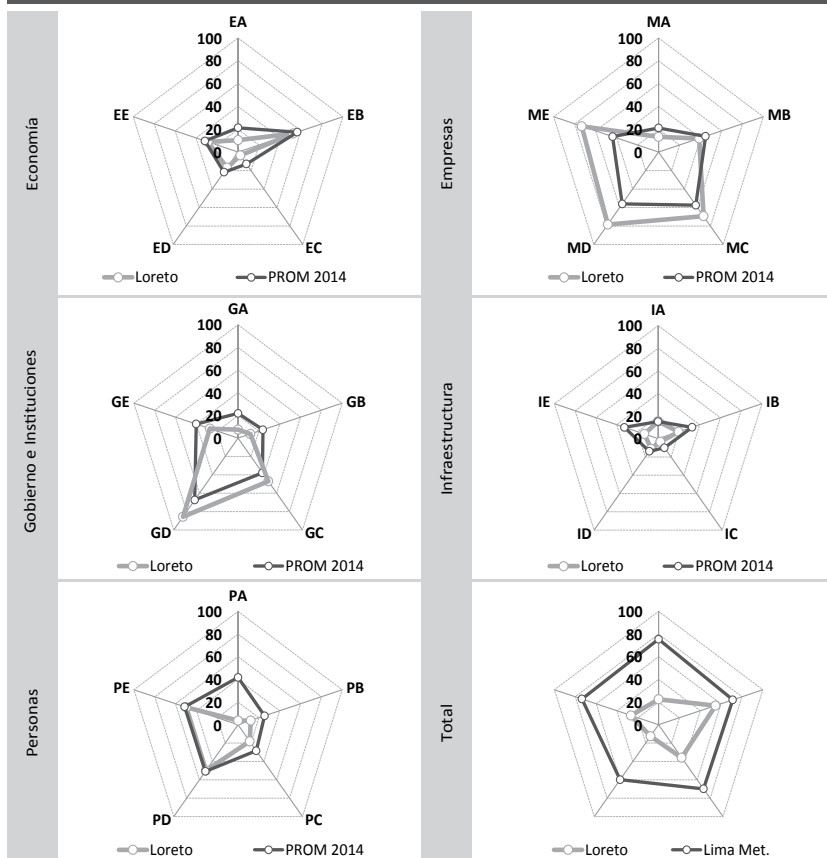 Economía
EA
100
80
60
40
20
0
EB
EC
ED
EE
Loreto
PROM 2014
Empresas
MA
100
80
60
40
20
0
MB
MC
MD
ME
Loreto
PROM 2014
Gobierno e Instituciones
GA
100
80
60
40
20
0
GB
GC
GD
GE
Loreto
PROM 2014
Infraestructura
IA
100
80
60
40
20
0
IB
IC
ID
IE
Loreto
PROM 2014
Personas
PA
100
80
60
40
20
0
PB
PC
PD
PE
Loreto
PROM 2014
Total
100
80
60
40
20
0
Loreto
Lima Met.